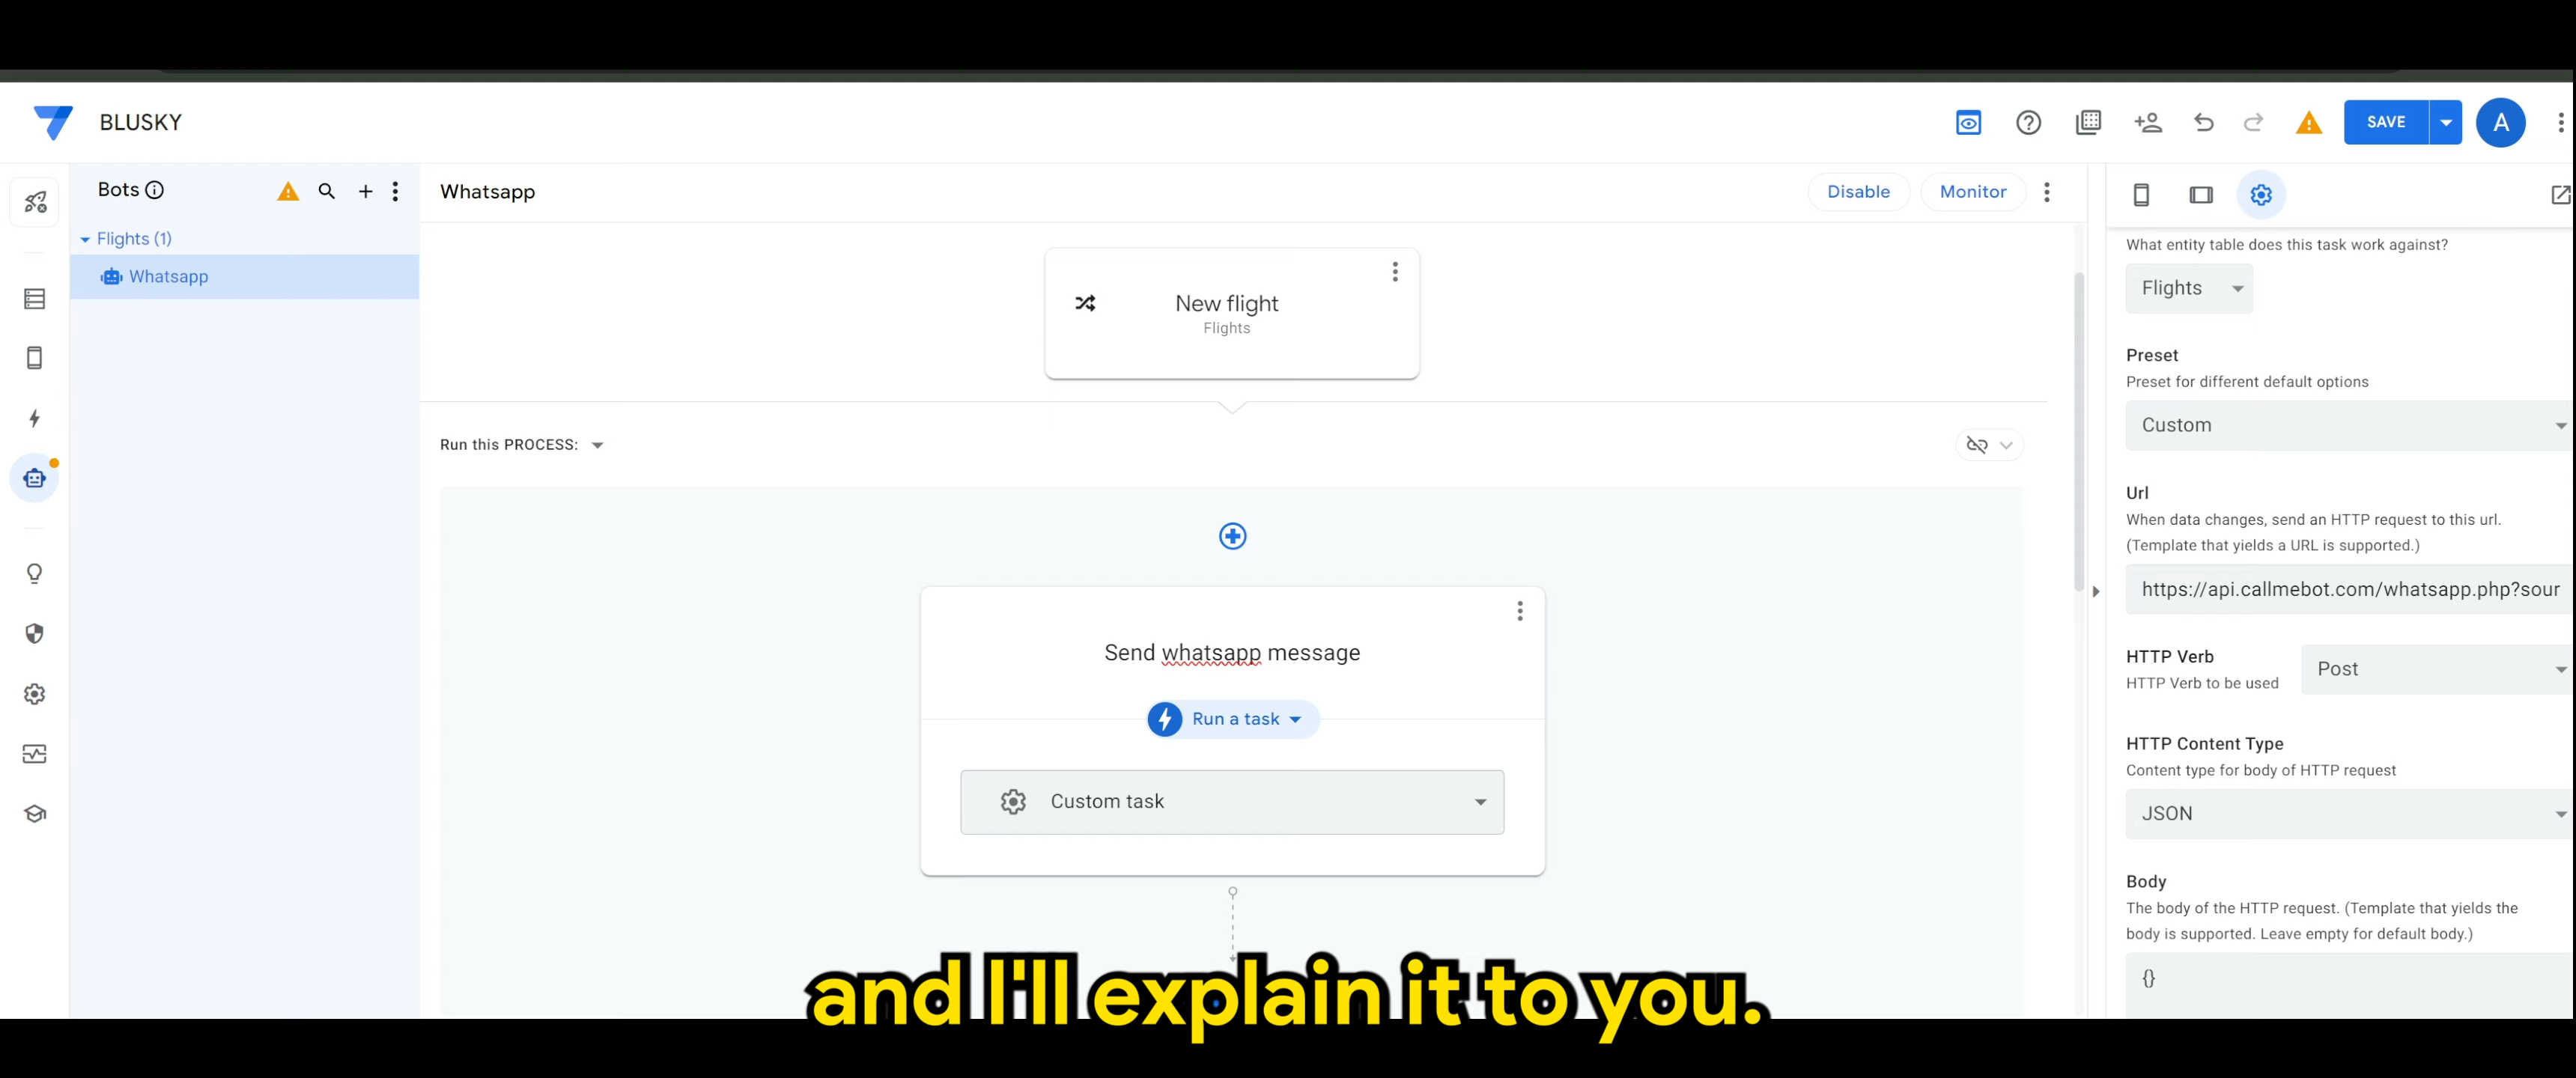 BLUSKY
SAVE
A
Bots
Flights (1)
Whatsapp
Whatsapp
Disable
Monitor
New flight
Flights
Run this PROCESS:
Send whatsapp message
Run a task
Custom task
What entity table does this task work against?
Flights
Preset
Preset for different default options
Custom
Url
When data changes, send an HTTP request to this url.
(Template that yields a URL is supported.)
https://api.callmebot.com/whatsapp.php?sour
HTTP Verb
HTTP Verb to be used
Post
HTTP Content Type
Content type for body of HTTP request
JSON
Body
The body of the HTTP request. (Template that yields the
body is supported. Leave empty for default body.)
{}
and I'll explain it to you.